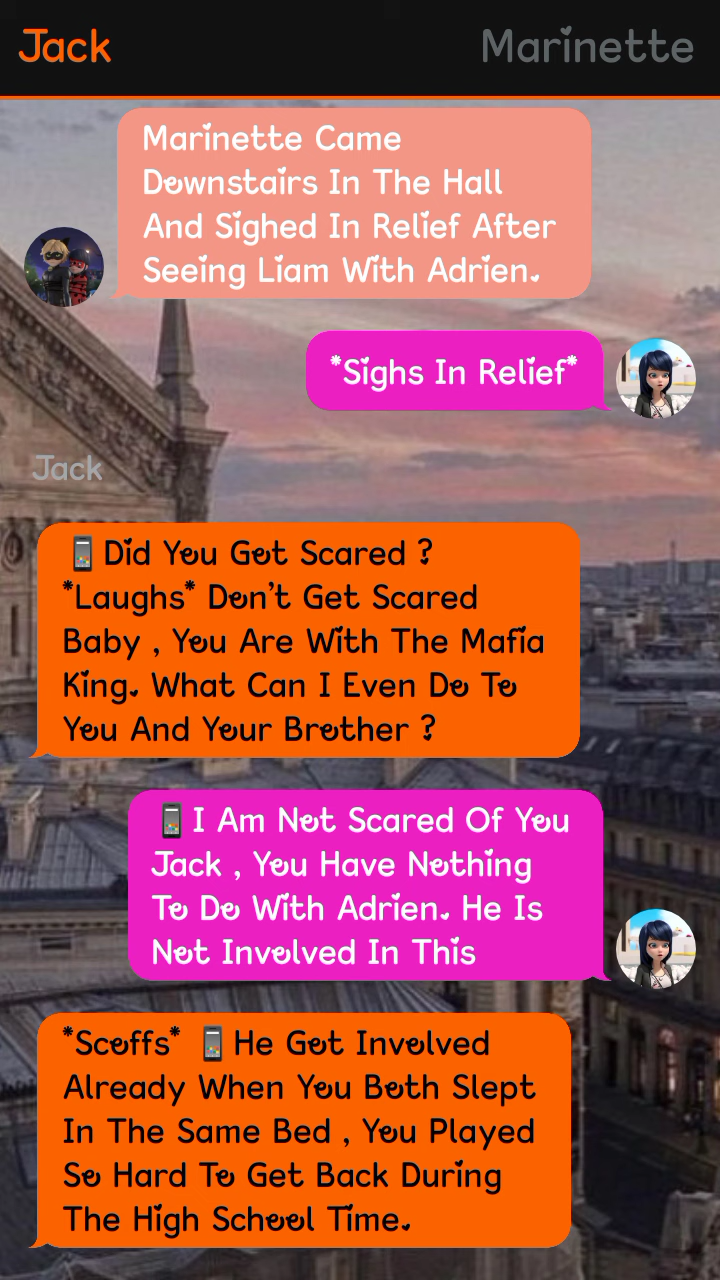 Jack
Marinette
Marinette Came
Downstairs In The Hall
And Sighed In Relief After
Seeing Liam With Adrien.
*Sighs In Relief*
Jack
📱Did You Got Scared ?
*Laughs* Don't Get Scared
Baby , You Are With The Mafia
King. What Can I Even Do To
You And Your Brother ?
📱I Am Not Scared Of You
Jack , You Have Nothing
To Do With Adrien. He Is
Not Involved In This
*Scoffs* 📱He Got Involved
Already When You Both Slept
In The Same Bed , You Played
So Hard To Get Back During
The High School Time.